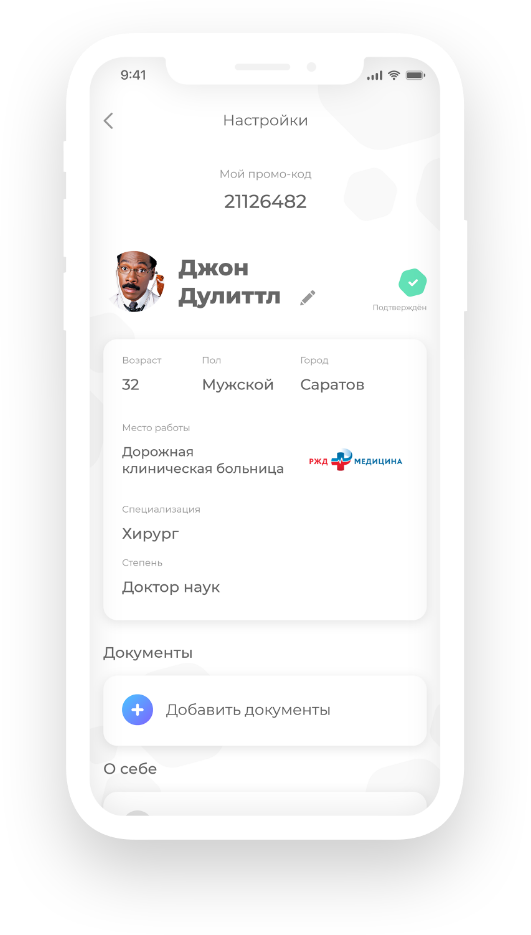 9:41
Настройки
Мой промо-код
21126482
Джон
Дулиттл
Подтверждён
Возраст
Пол
Город
32
Мужской
Саратов
Место работы
Дорожная
клиническая больница
РЖД МЕДИЦИНА
Специализация
Хирург
Степень
Доктор наук
Документы
Добавить документы
О себе